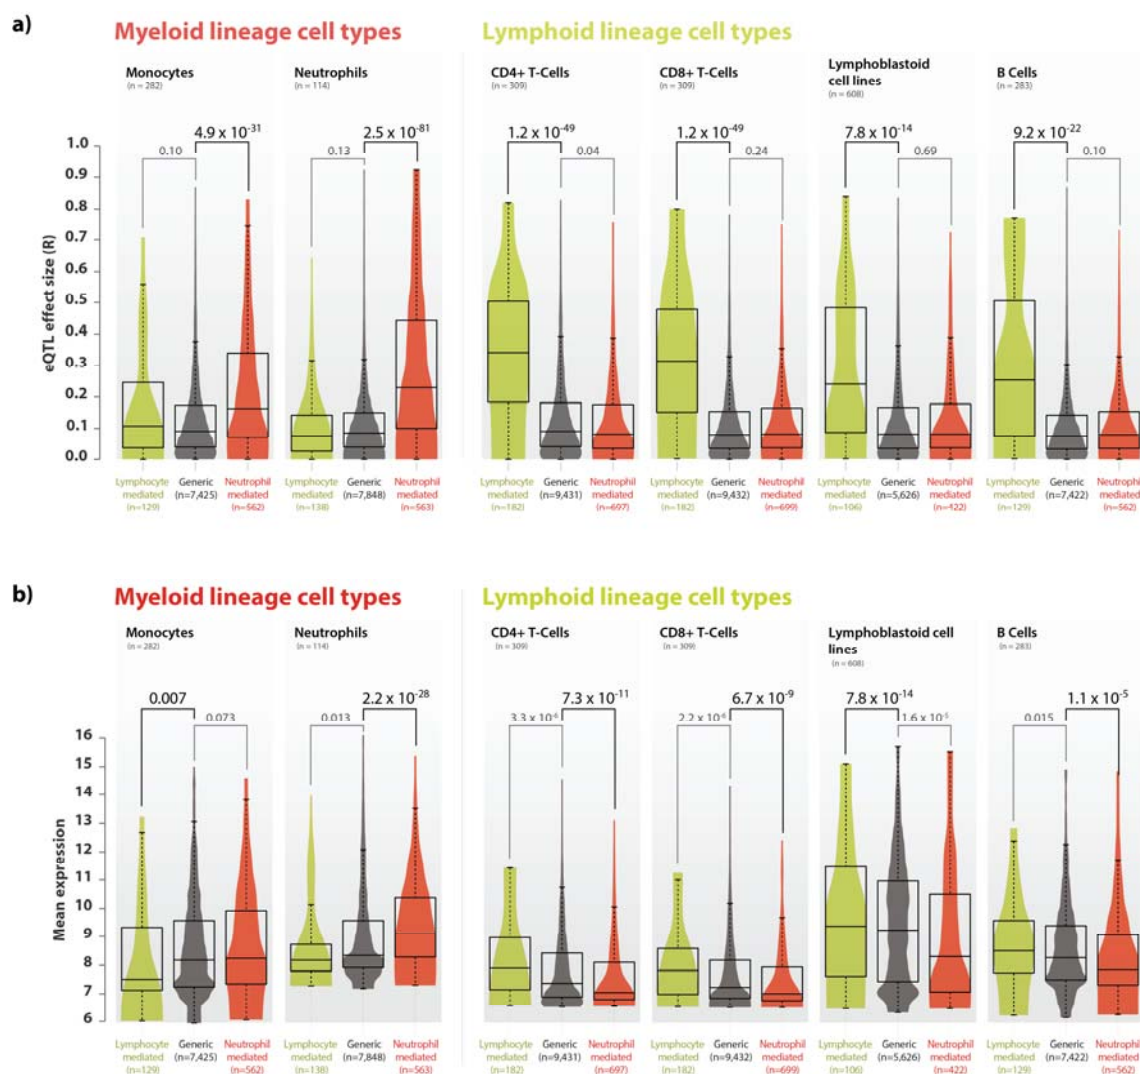 a)
Myeloid lineage cell types
Lymphoid lineage cell types
Monocytes
(n = 282)
Neutrophils
(n = 114)
CD4+ T-Cells
(n = 309)
CD8+ T-Cells
(n = 309)
Lymphoblastoid
cell lines
(n = 608)
B Cells
(n = 283)
4.9 x 10-31
2.5 x 10-81
1.2 x 10-49
1.2 x 10-49
7.8 x 10-14
9.2 x 10-22
0.10
0.13
0.04
0.24
0.69
0.10
eQTL effect size (R)
1.0
0.9
0.8
0.7
0.6
0.5
0.4
0.3
0.2
0.1
0.0
Lymphocyte
mediated
(n=129)
Generic
(n=7,425)
Neutrophil
mediated
(n=562)
Lymphocyte
mediated
(n=138)
Generic
(n=7,848)
Neutrophil
mediated
(n=563)
Lymphocyte
mediated
(n=182)
Generic
(n=9,431)
Neutrophil
mediated
(n=697)
Lymphocyte
mediated
(n=182)
Generic
(n=9,432)
Neutrophil
mediated
(n=699)
Lymphocyte
mediated
(n=106)
Generic
(n=5,626)
Neutrophil
mediated
(n=422)
Lymphocyte
mediated
(n=129)
Generic
(n=7,422)
Neutrophil
mediated
(n=562)
b)
Myeloid lineage cell types
Lymphoid lineage cell types
Monocytes
(n = 282)
Neutrophils
(n = 114)
CD4+ T-Cells
(n = 309)
CD8+ T-Cells
(n = 309)
Lymphoblastoid cell
lines
(n = 608)
B Cells
(n = 283)
0.007
2.2 x 10-28
7.3 x 10-11
6.7 x 10-9
7.8 x 10-14
1.1 x 10-5
0.073
0.013
3.3 x 10-6
2.2 x 10-6
1.6 x 10-5
0.015
Mean expression
16
15
14
13
12
11
10
9
8
7
6
Lymphocyte
mediated
(n=129)
Generic
(n=7,425)
Neutrophil
mediated
(n=562)
Lymphocyte
mediated
(n=138)
Generic
(n=7,848)
Neutrophil
mediated
(n=563)
Lymphocyte
mediated
(n=182)
Generic
(n=9,431)
Neutrophil
mediated
(n=697)
Lymphocyte
mediated
(n=182)
Generic
(n=9,432)
Neutrophil
mediated
(n=699)
Lymphocyte
mediated
(n=106)
Generic
(n=5,626)
Neutrophil
mediated
(n=422)
Lymphocyte
mediated
(n=129)
Generic
(n=7,422)
Neutrophil
mediated
(n=562)